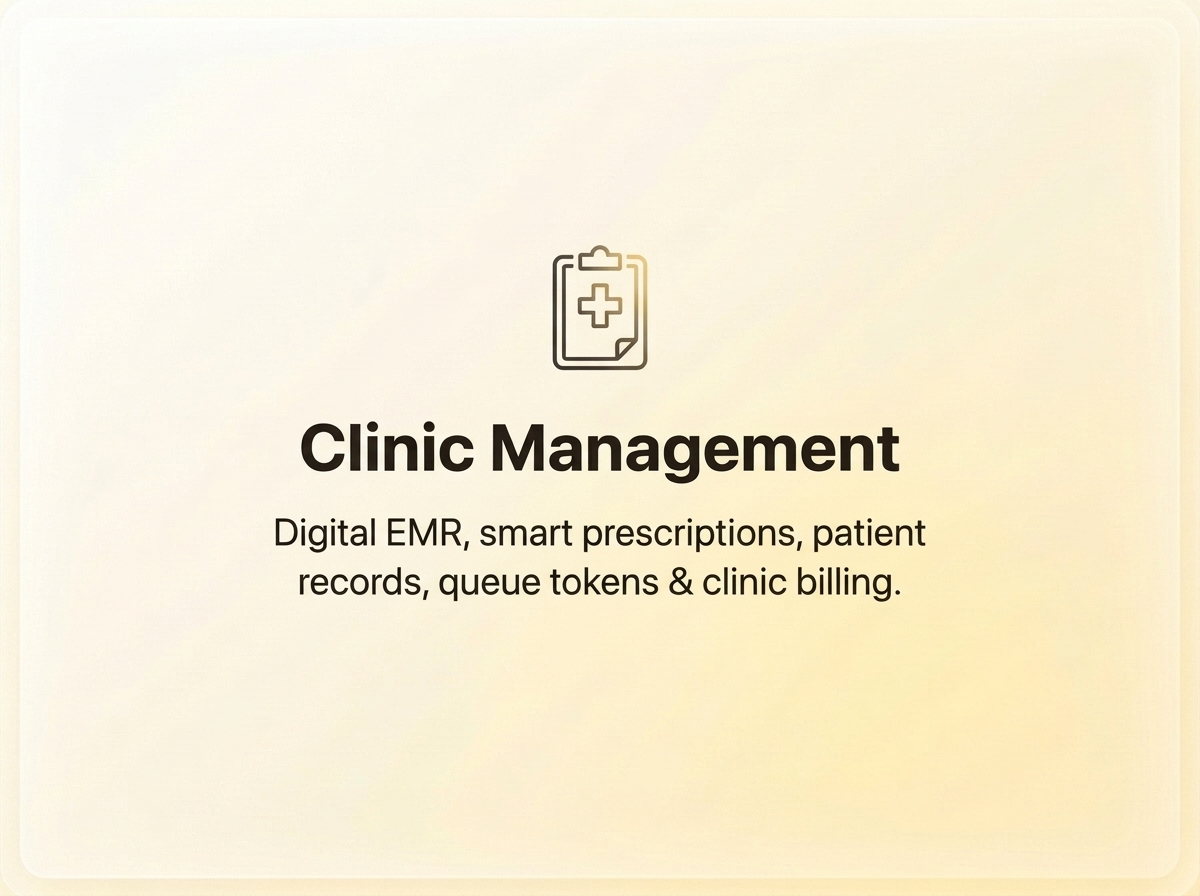 Clinic Management
Digital EMR, smart prescriptions, patient
records, queue tokens & clinic billing.